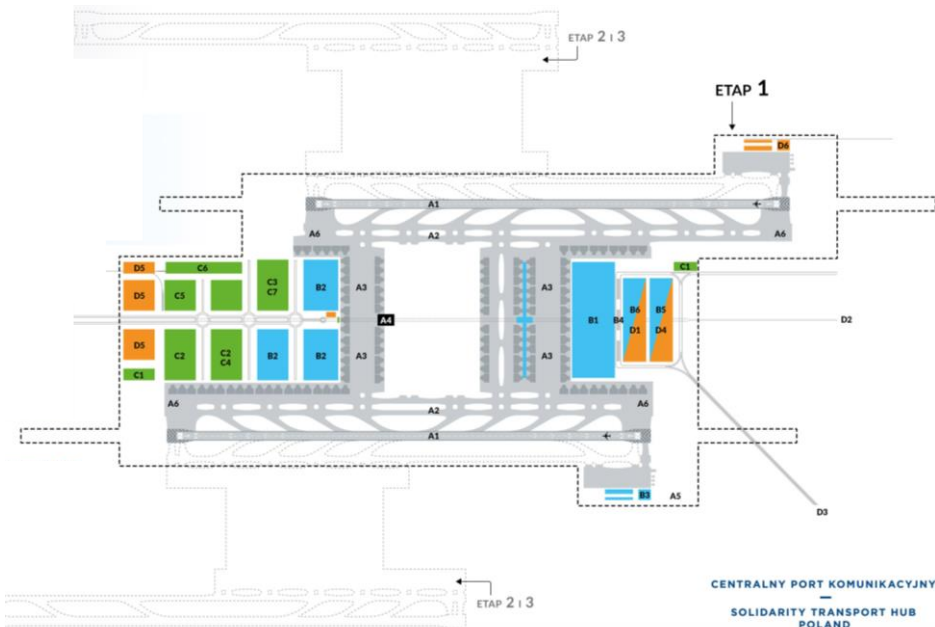 ETAP 2 I 3
ETAP 1
D6
A1
A6
A2
A6
D5
C6
C1
C3
C7
B2
A3
A3
D5
C5
B6
B5
A4
B1
B4
D2
D1
D4
D5
C2
C2
C4
B2
B2
A3
A3
C1
A6
A2
A6
A1
B3
A5
D3
ETAP 2 I 3
CENTRALNY PORT KOMUNIKACYJNY
SOLIDARITY TRANSPORT HUB
POLAND